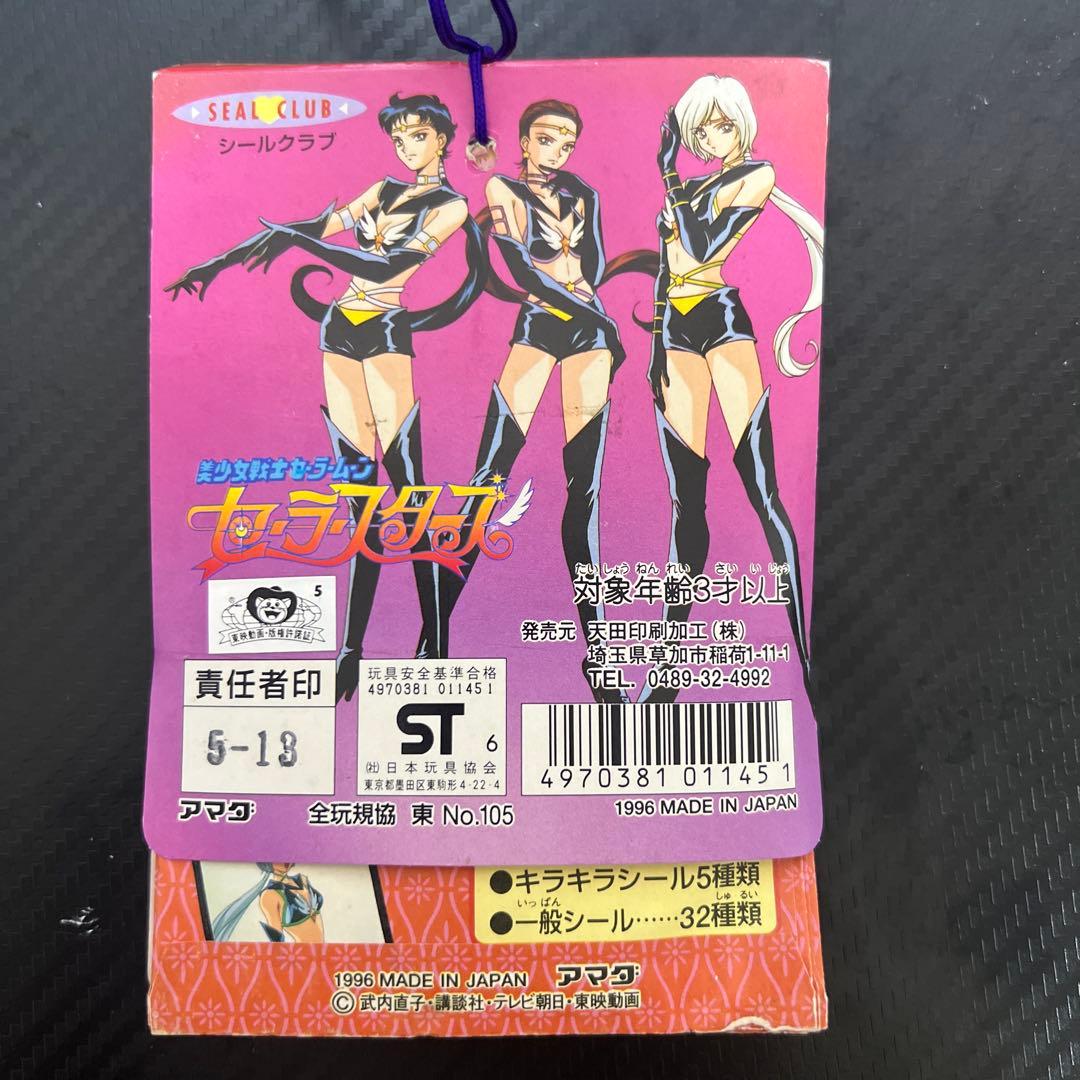 SEAL CLUB
シールクラブ
美少女戦士セーラームーン
セーラースターズ
たいしょうねんれい さいいじょう
対象年齢3才以上
発売元 天田印刷加工(株)
埼玉県草加市稲荷1-11-1
TEL. 0489-32-4992
® 5
東映動画・版権許諾証
責任者印
5-13
玩具安全基準合格
4970381 011451
ST 6
(社)日本玩具協会
東京都墨田区東駒形4-22-4
4970381 011451
アマダ 全玩規協 東 No.105
1996 MADE IN JAPAN
●キラキラシール5種類
いっぱん しゅるい
●一般シール……32種類
1996 MADE IN JAPAN アマダ
©武内直子・講談社・テレビ朝日・東映動画